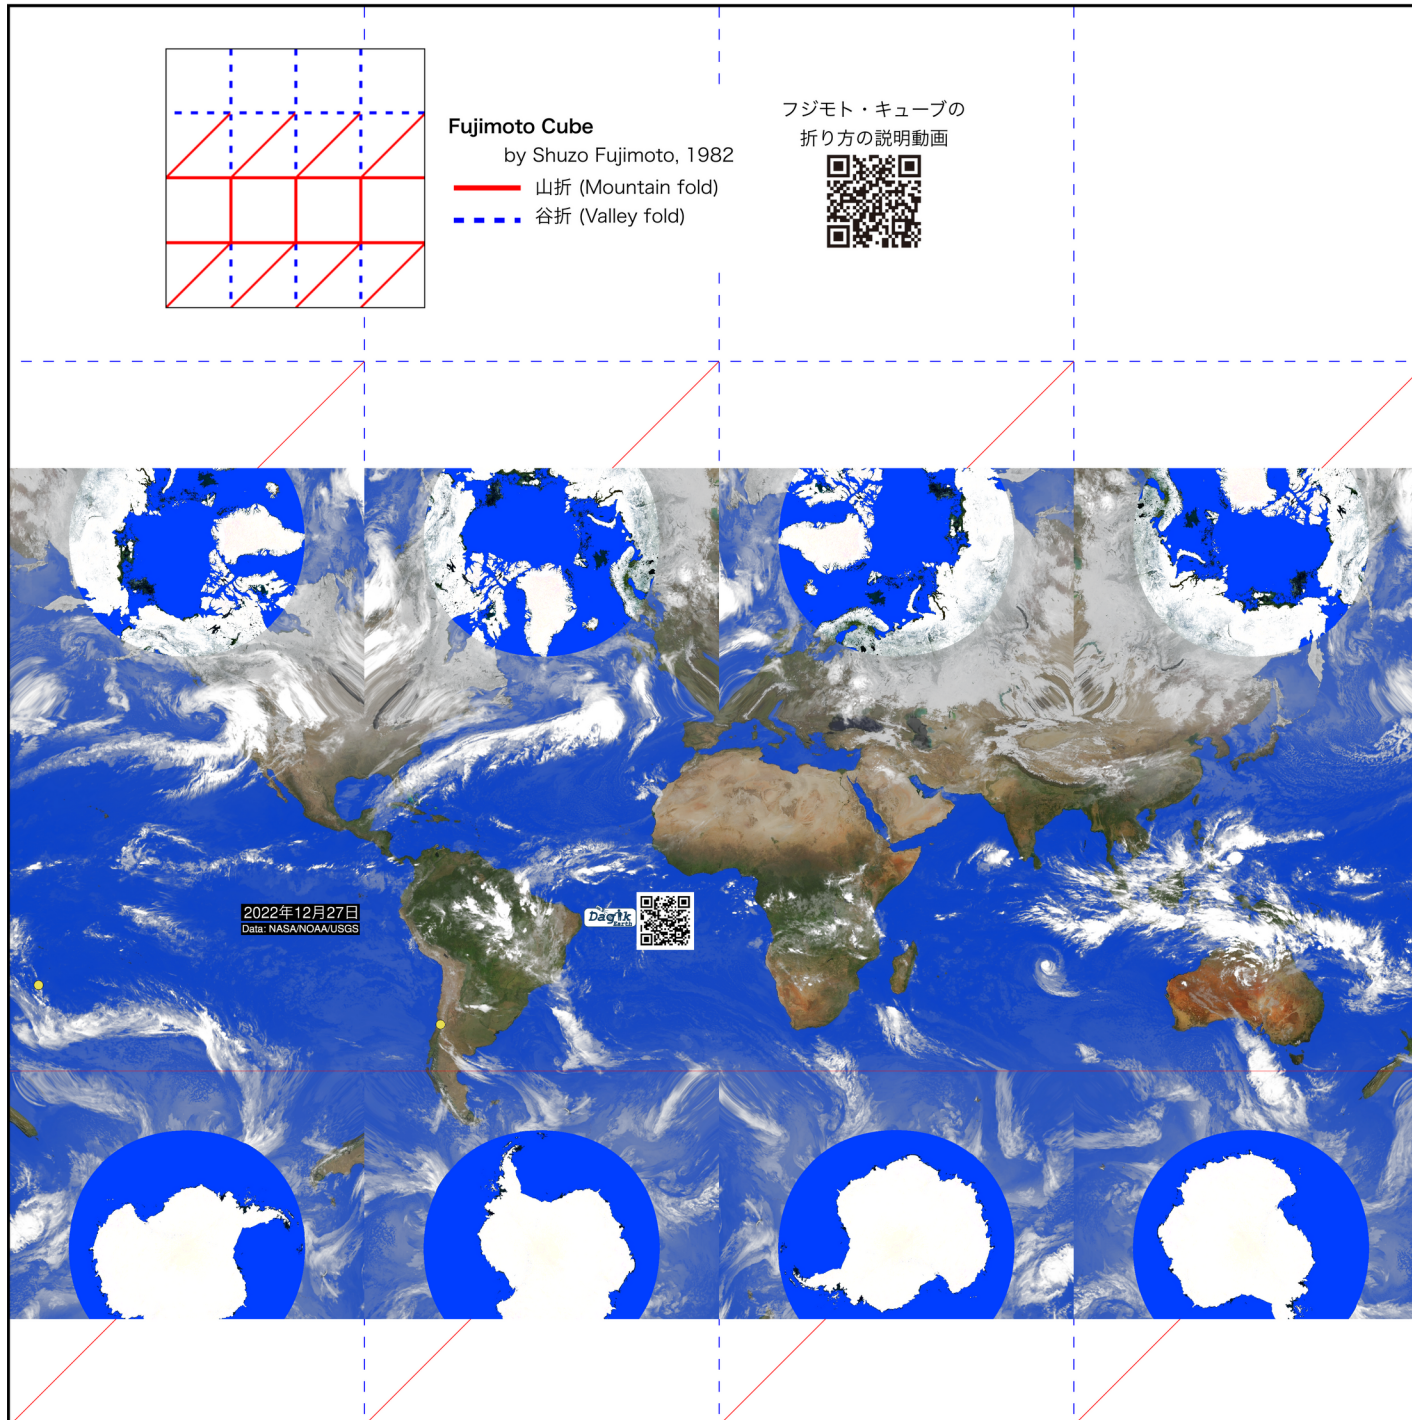 Fujimoto Cube
by Shuzo Fujimoto, 1982
山折 (Mountain fold)
谷折 (Valley fold)
フジモト・キューブの
折り方の説明動画
2022年12月27日
Data: NASA/NOAA/USGS
Dagik
Earth